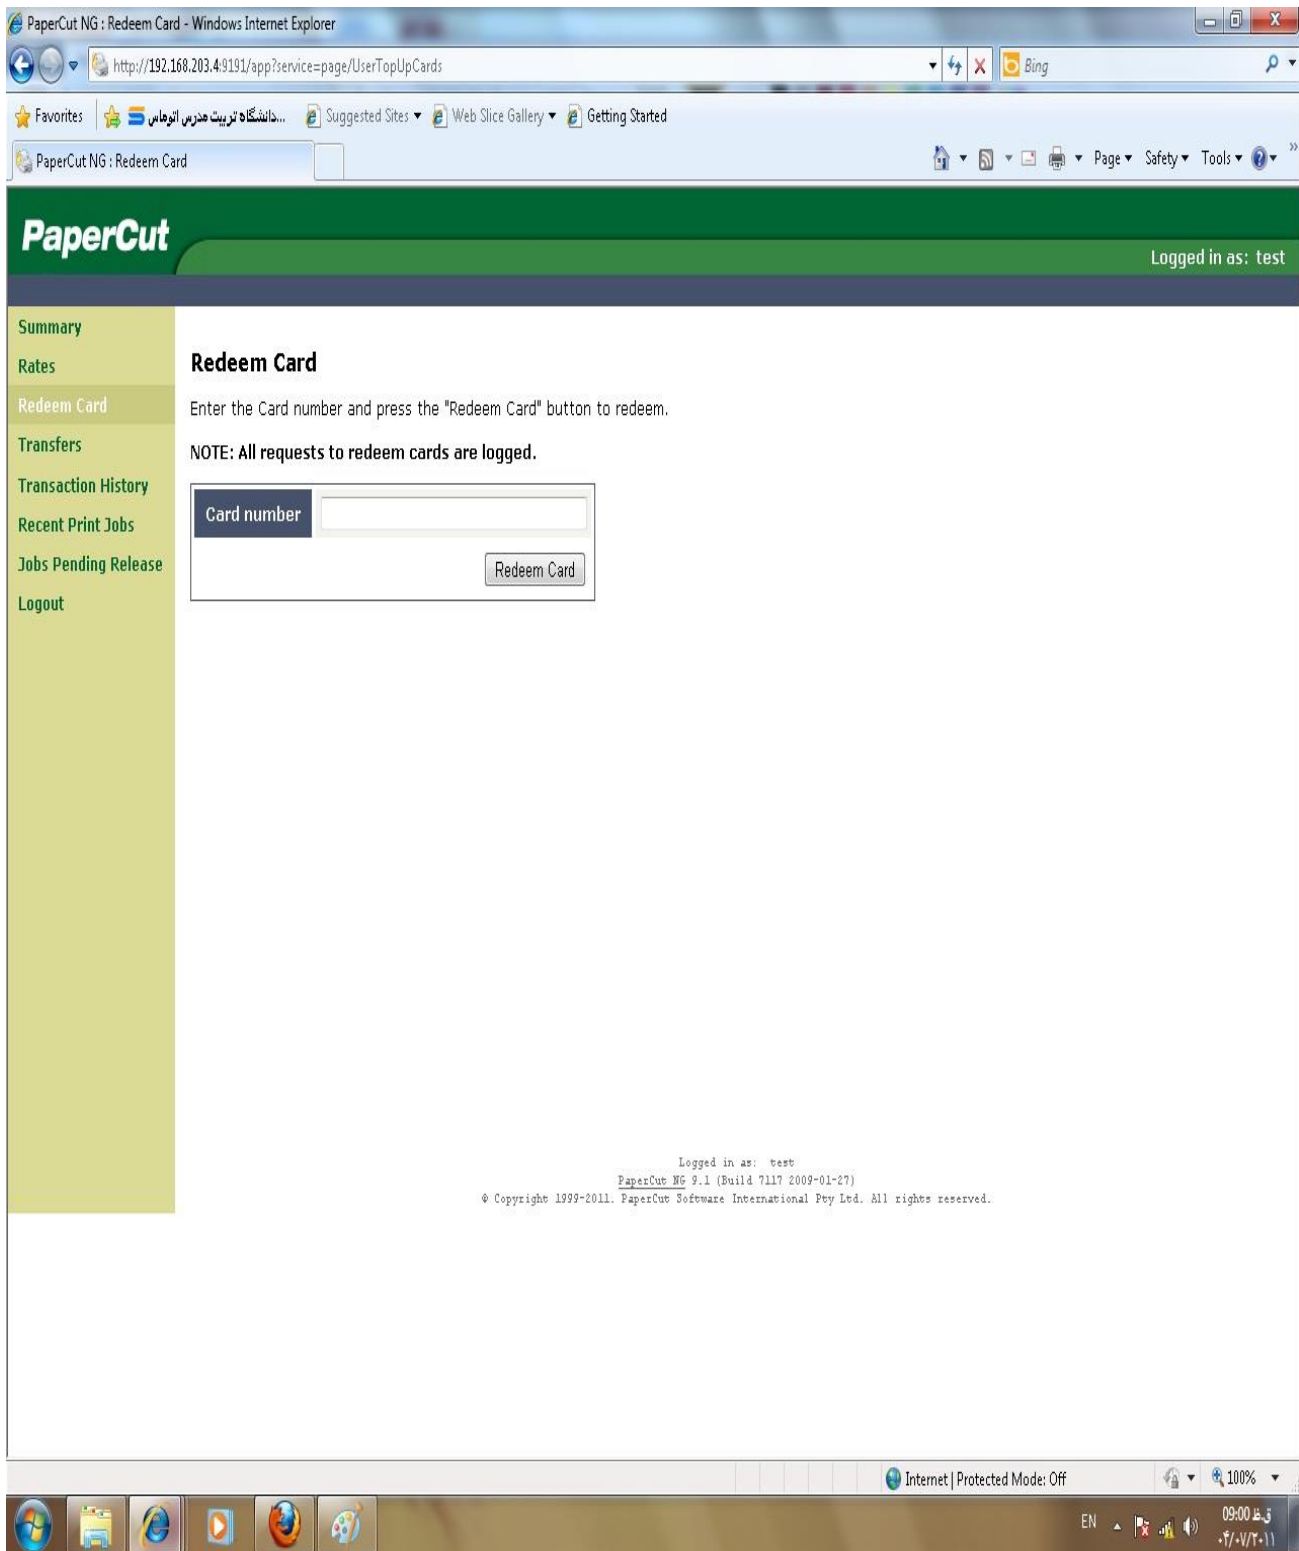 PaperCut NG : Redeem Card - Windows Internet Explorer
http://192.168.203.4:9191/app?service=page/UserTopUpCards
Bing
Favorites دانشگاه تربیت مدرس اتوماس... Suggested Sites Web Slice Gallery Getting Started
PaperCut NG : Redeem Card
Page Safety Tools
PaperCut
Logged in as: test
Summary
Rates
Redeem Card
Transfers
Transaction History
Recent Print Jobs
Jobs Pending Release
Logout
Redeem Card
Enter the Card number and press the "Redeem Card" button to redeem.
NOTE: All requests to redeem cards are logged.
Card number
Redeem Card
Logged in as: test
PaperCut NG 9.1 (Build 7117 2009-01-27)
© Copyright 1999-2011. PaperCut Software International Pty Ltd. All rights reserved.
Internet | Protected Mode: Off
100%
EN
09:00 ق.ظ
۰۴/۰۷/۲۰۱۱